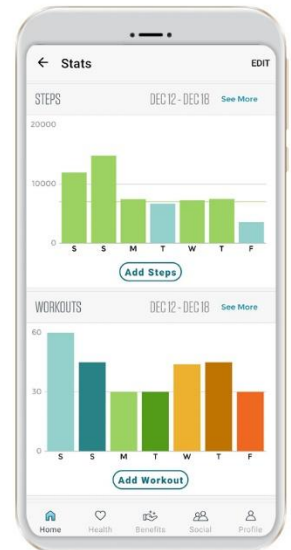 ← Stats EDIT
STEPS DEC 12 - DEC 18 See More
20000
10000
0
S S M T W T F
Add Steps
WORKOUTS DEC 12 - DEC 18 See More
60
30
0
S S M T W T F
Add Workout
Home Health Benefits Social Profile